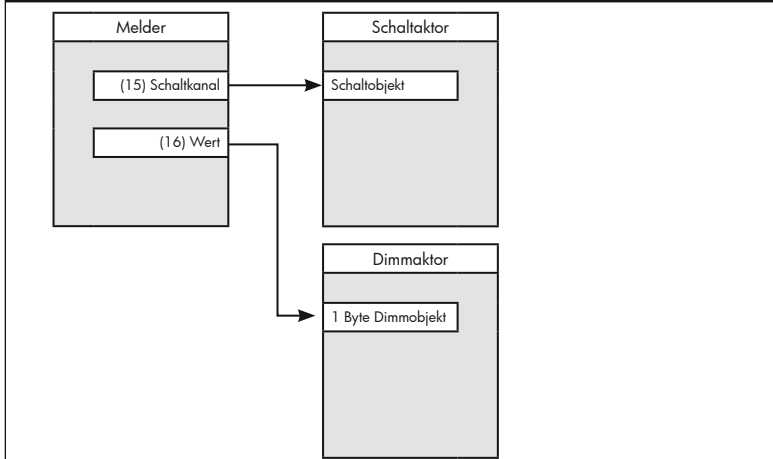 Melder
Schaltaktor
(15) Schaltkanal
Schaltobjekt
(16) Wert
Dimmaktor
1 Byte Dimmobjekt